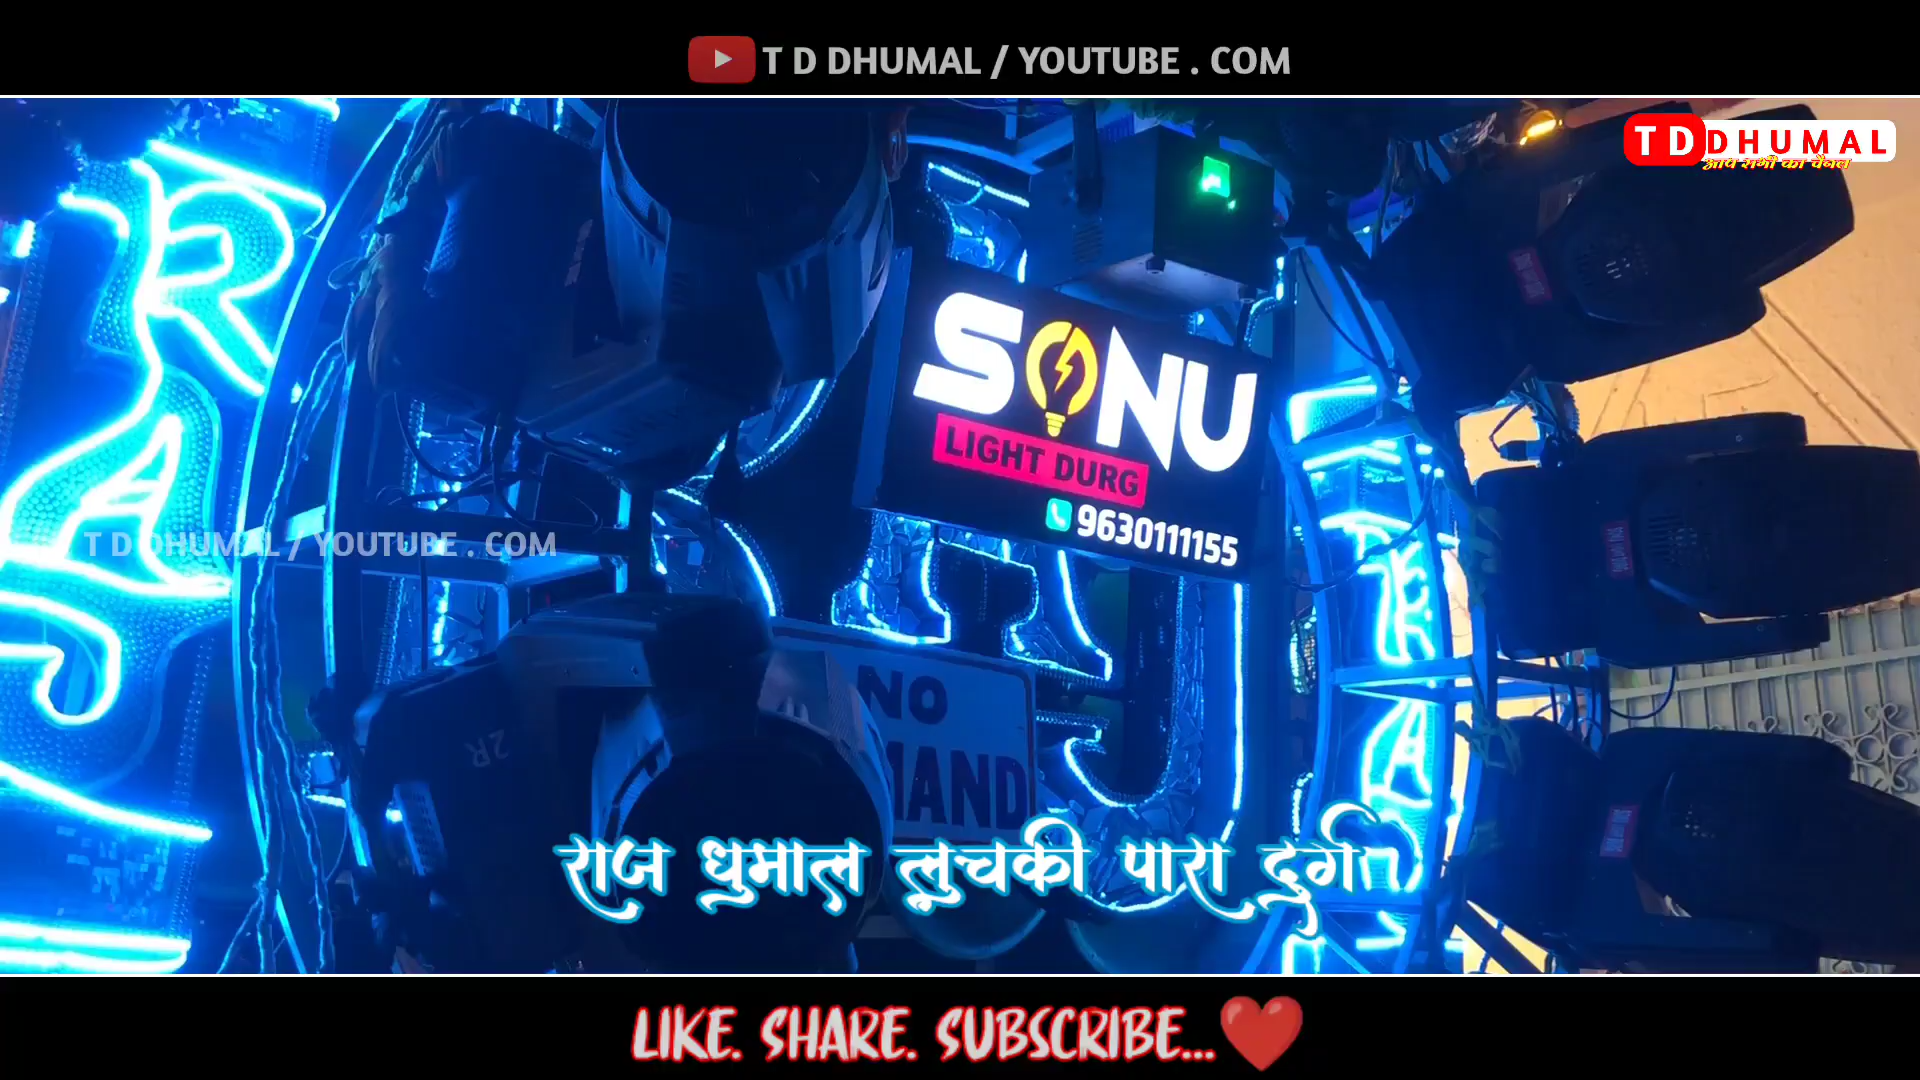 T D DHUMAL / YOUTUBE . COM
T D DHUMAL
आप सभी का चैनल
SONU
LIGHT DURG
9630111155
T D DHUMAL / YOUTUBE . COM
NO
2R
राज धुमाल लुचकी पारा दुर्ग
LIKE. SHARE. SUBSCRIBE...